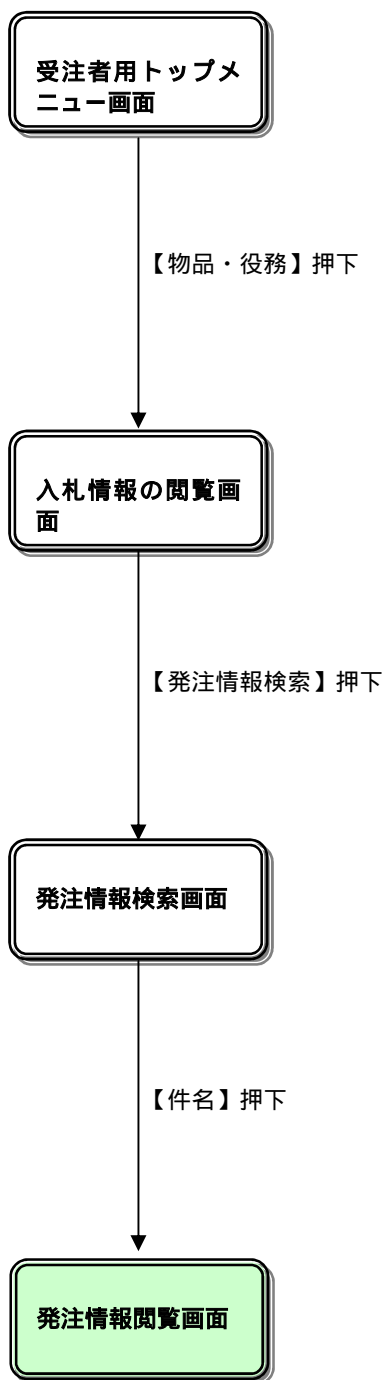 受注者用トップメ
ニュー画面
【物品・役務】押下
入札情報の閲覧画
面
【発注情報検索】押下
発注情報検索画面
【件名】押下
発注情報閲覧画面